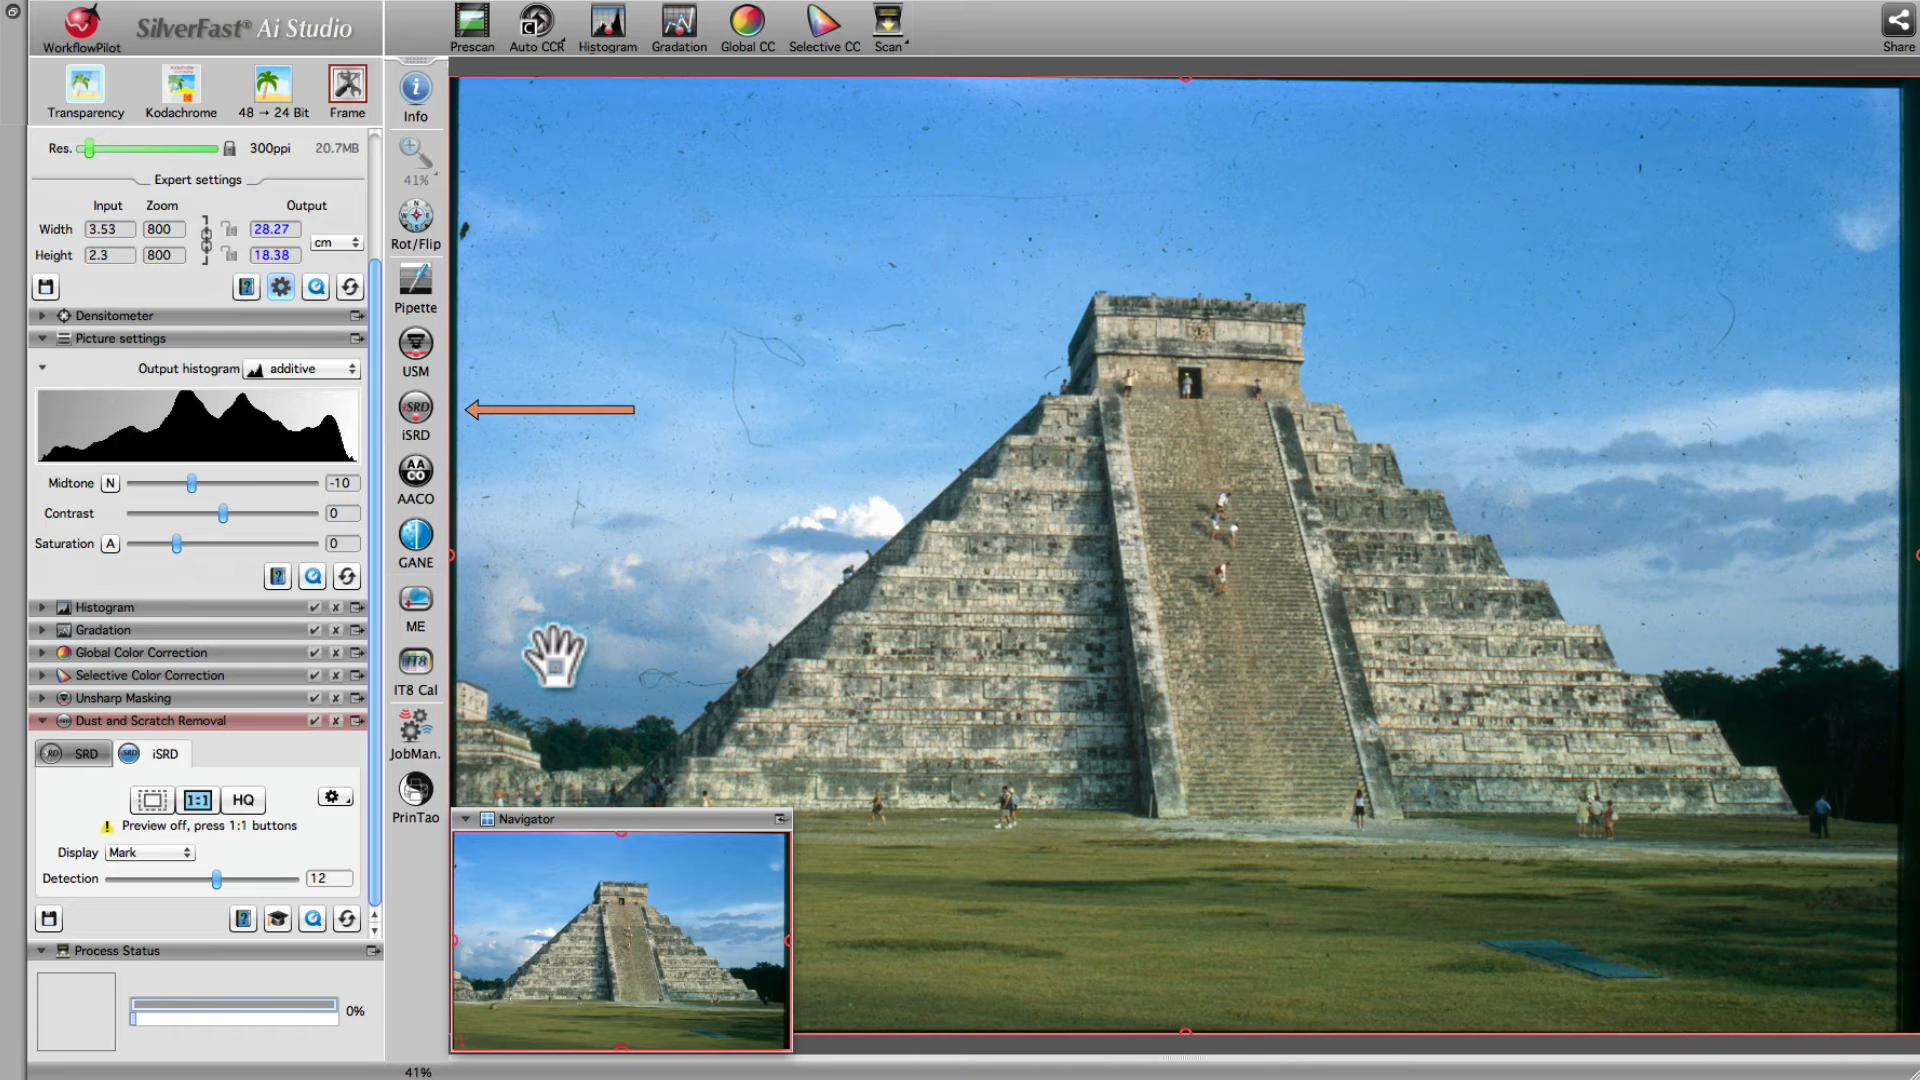 WorkflowPilot
SilverFast® Ai Studio
Prescan
Auto CCR
Histogram
Gradation
Global CC
Selective CC
Scan
Share
Transparency
Kodachrome
48 → 24 Bit
Frame
Res.
300ppi
20.7MB
Expert settings
Input
Zoom
Output
Width
3.53
800
28.27
Height
2.3
800
18.38
cm
Densitometer
Picture settings
Output histogram
additive
Midtone
N
-10
Contrast
0
Saturation
A
0
Histogram
Gradation
Global Color Correction
Selective Color Correction
Unsharp Masking
Dust and Scratch Removal
SRD
iSRD
1:1
HQ
Preview off, press 1:1 buttons
Display
Mark
Detection
12
Process Status
0%
Info
41%
Rot/Flip
Pipette
USM
iSRD
iSRD
AA
CO
AACO
GANE
ME
IT8
IT8 Cal
JobMan.
PrinTao
Navigator
1
41%